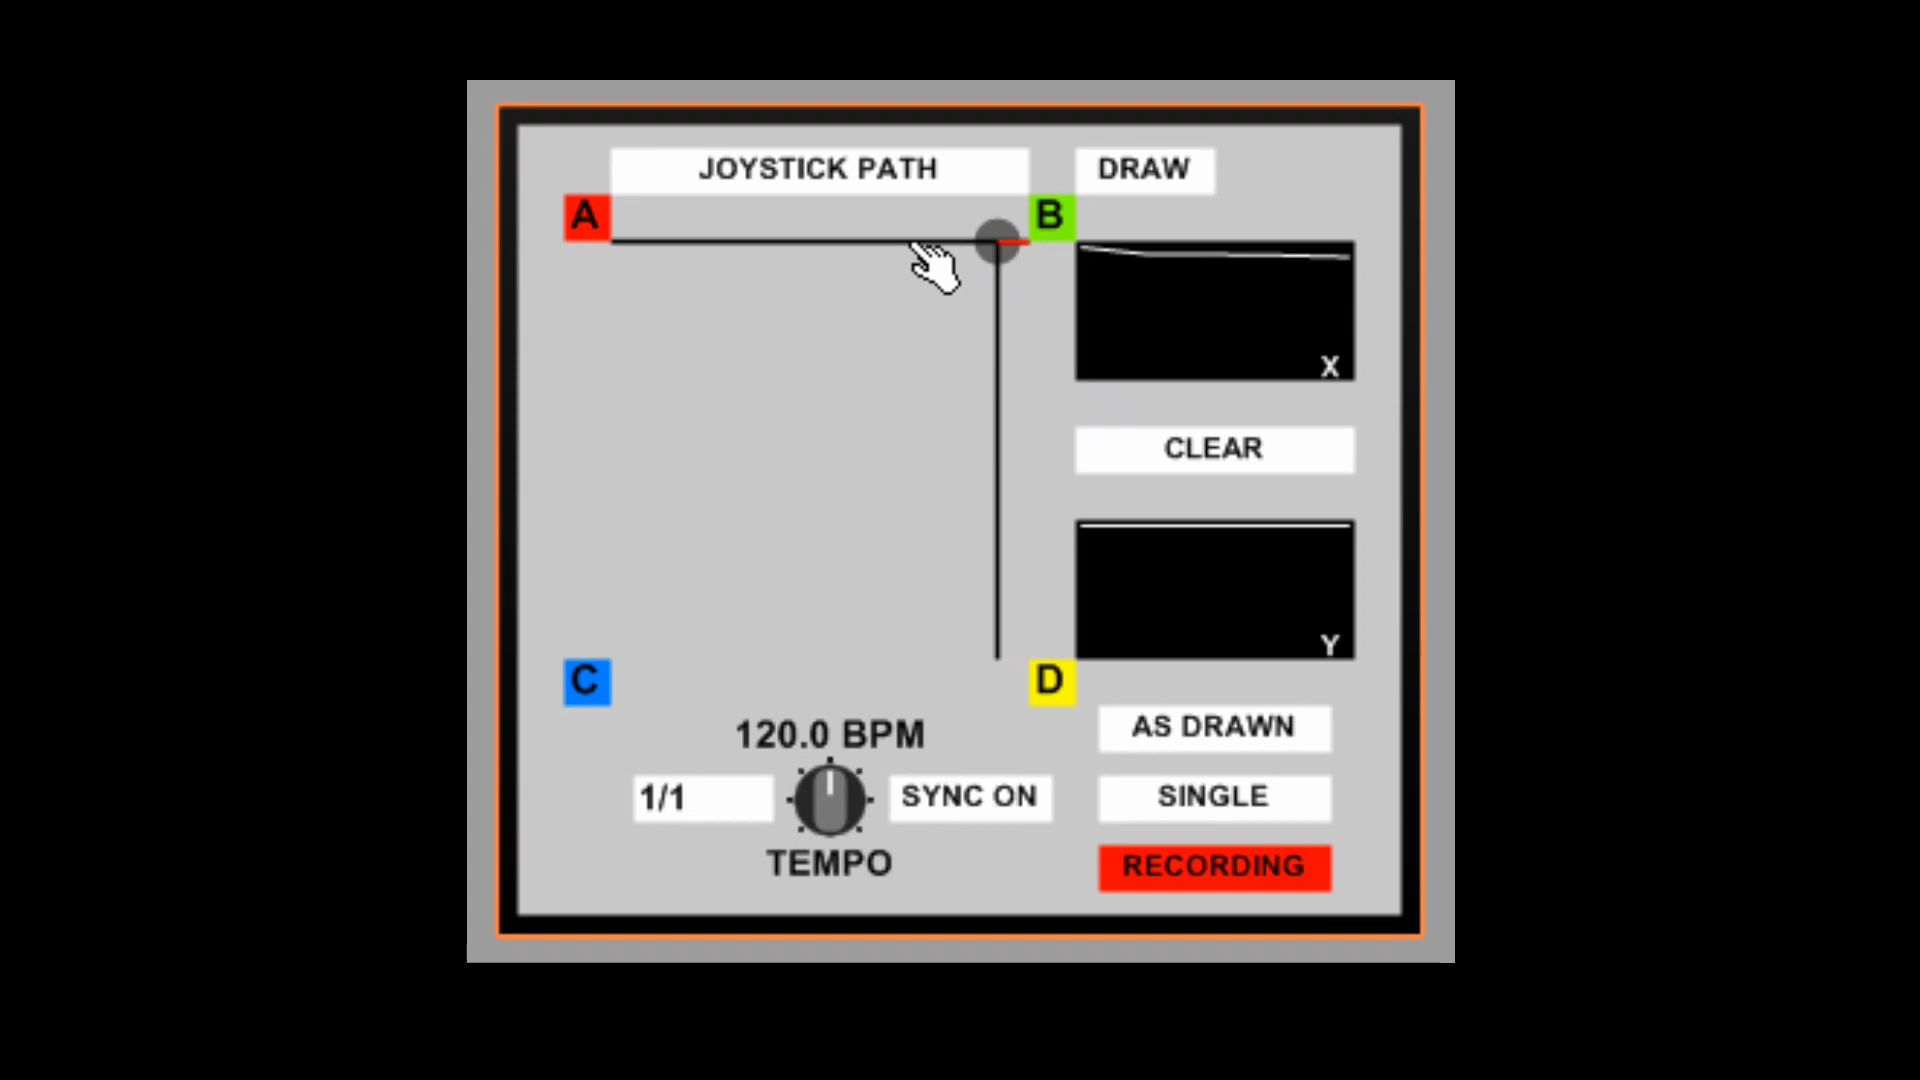 JOYSTICK PATH DRAW
A B
X
CLEAR
Y
C D
120.0 BPM AS DRAWN
1/1 SYNC ON SINGLE
TEMPO RECORDING